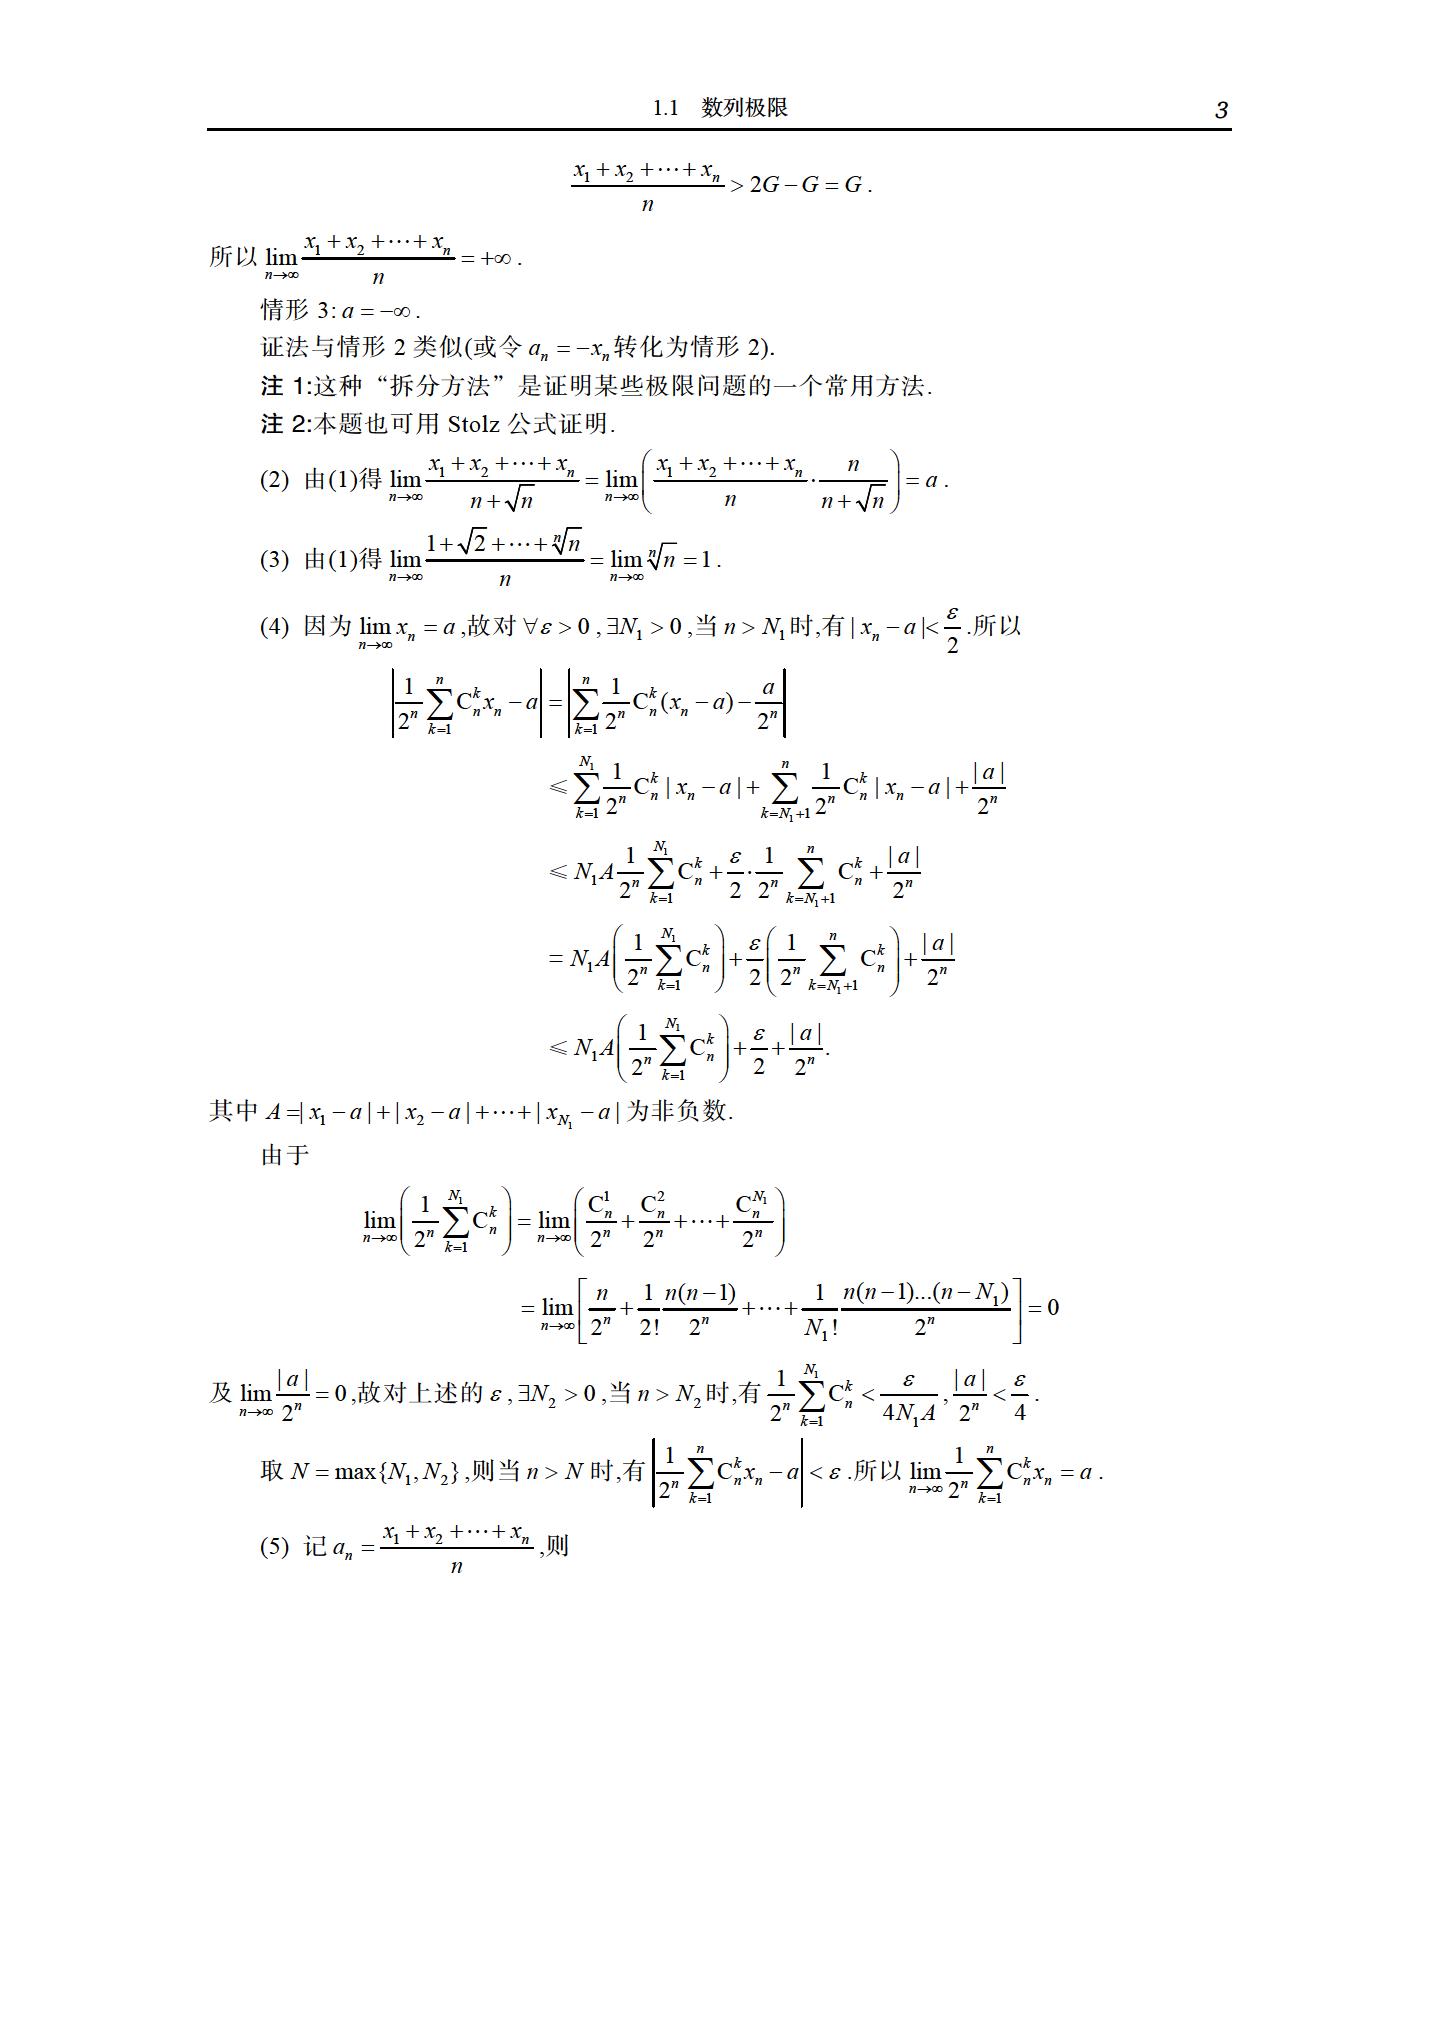 1.1 数列极限 3
\frac{x_1+x_2+\cdots+x_n}{n}>2G-G=G.
所以 \lim_{n\to\infty}\frac{x_1+x_2+\cdots+x_n}{n}=+\infty.
情形 3: a=-\infty.
证法与情形 2 类似(或令 a_n=-x_n 转化为情形 2).
注 1:这种“拆分方法”是证明某些极限问题的一个常用方法.
注 2:本题也可用 Stolz 公式证明.
(2) 由(1)得 \lim_{n\to\infty}\frac{x_1+x_2+\cdots+x_n}{n+\sqrt{n}}=\lim_{n\to\infty}\left(\frac{x_1+x_2+\cdots+x_n}{n}\cdot\frac{n}{n+\sqrt{n}}\right)=a.
(3) 由(1)得 \lim_{n\to\infty}\frac{1+\sqrt{2}+\cdots+\sqrt[n]{n}}{n}=\lim_{n\to\infty}\sqrt[n]{n}=1.
(4) 因为 \lim_{n\to\infty}x_n=a,故对 \forall\varepsilon>0,\exists N_1>0,当 n>N_1 时,有 |x_n-a|<\frac{\varepsilon}{2}.所以
\left|\frac{1}{2^n}\sum_{k=1}^{n}C_n^k x_n-a\right|=\left|\sum_{k=1}^{n}\frac{1}{2^n}C_n^k(x_n-a)-\frac{a}{2^n}\right|
\leqslant\sum_{k=1}^{N_1}\frac{1}{2^n}C_n^k|x_n-a|+\sum_{k=N_1+1}^{n}\frac{1}{2^n}C_n^k|x_n-a|+\frac{|a|}{2^n}
\leqslant N_1A\frac{1}{2^n}\sum_{k=1}^{N_1}C_n^k+\frac{\varepsilon}{2}\cdot\frac{1}{2^n}\sum_{k=N_1+1}^{n}C_n^k+\frac{|a|}{2^n}
=N_1A\left(\frac{1}{2^n}\sum_{k=1}^{N_1}C_n^k\right)+\frac{\varepsilon}{2}\left(\frac{1}{2^n}\sum_{k=N_1+1}^{n}C_n^k\right)+\frac{|a|}{2^n}
\leqslant N_1A\left(\frac{1}{2^n}\sum_{k=1}^{N_1}C_n^k\right)+\frac{\varepsilon}{2}+\frac{|a|}{2^n}.
其中 A=|x_1-a|+|x_2-a|+\cdots+|x_{N_1}-a| 为非负数.
由于
\lim_{n\to\infty}\left(\frac{1}{2^n}\sum_{k=1}^{N_1}C_n^k\right)=\lim_{n\to\infty}\left(\frac{C_n^1}{2^n}+\frac{C_n^2}{2^n}+\cdots+\frac{C_n^{N_1}}{2^n}\right)
=\lim_{n\to\infty}\left[\frac{n}{2^n}+\frac{1}{2!}\frac{n(n-1)}{2^n}+\cdots+\frac{1}{N_1!}\frac{n(n-1)...(n-N_1)}{2^n}\right]=0
及 \lim_{n\to\infty}\frac{|a|}{2^n}=0,故对上述的 \varepsilon,\exists N_2>0,当 n>N_2 时,有 \frac{1}{2^n}\sum_{k=1}^{N_1}C_n^k<\frac{\varepsilon}{4N_1A},\frac{|a|}{2^n}<\frac{\varepsilon}{4}.
取 N=\max\{N_1,N_2\},则当 n>N 时,有 \left|\frac{1}{2^n}\sum_{k=1}^{n}C_n^k x_n-a\right|<\varepsilon.所以 \lim_{n\to\infty}\frac{1}{2^n}\sum_{k=1}^{n}C_n^k x_n=a.
(5) 记 a_n=\frac{x_1+x_2+\cdots+x_n}{n},则